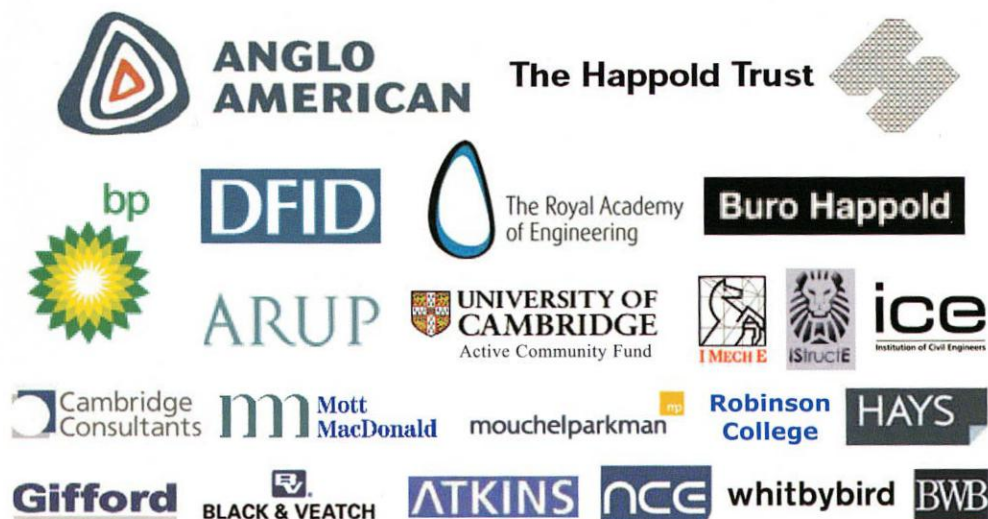 ANGLO
AMERICAN
The Happold Trust
bp
DFID
The Royal Academy
of Engineering
Buro Happold
ARUP
UNIVERSITY OF
CAMBRIDGE
Active Community Fund
I MECH E
IStructE
ice
Institution of Civil Engineers
Cambridge
Consultants
m Mott
MacDonald
mouchelparkman
mp
Robinson
College
HAYS
Gifford
BV
BLACK & VEATCH
ATKINS
nce
whitbybird
BWB